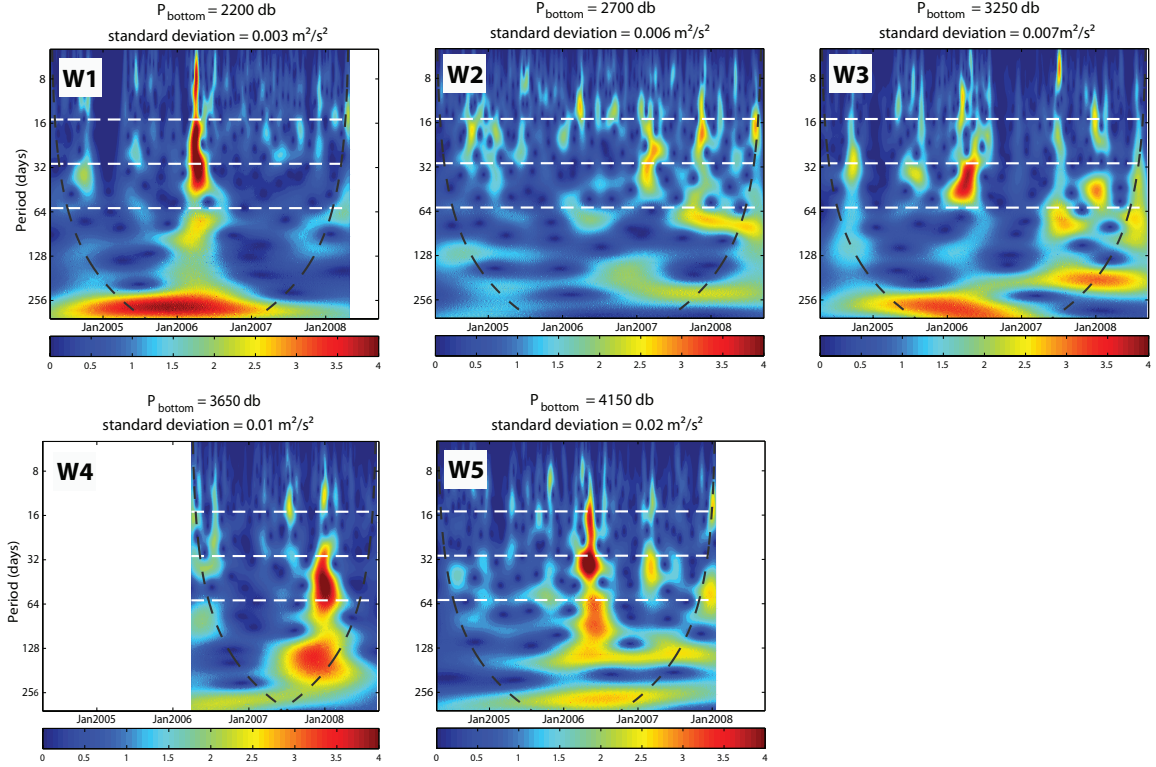 P_bottom = 2200 db
standard deviation = 0.003 m²/s²
P_bottom = 2700 db
standard deviation = 0.006 m²/s²
P_bottom = 3250 db
standard deviation = 0.007m²/s²
W1
W2
W3
Period (days)
8
16
32
64
128
256
8
16
32
64
128
256
8
16
32
64
128
256
Jan2005 Jan2006 Jan2007 Jan2008
Jan2005 Jan2006 Jan2007 Jan2008
Jan2005 Jan2006 Jan2007 Jan2008
0 0.5 1 1.5 2 2.5 3 3.5 4
0 0.5 1 1.5 2 2.5 3 3.5 4
0 0.5 1 1.5 2 2.5 3 3.5 4
P_bottom = 3650 db
standard deviation = 0.01 m²/s²
P_bottom = 4150 db
standard deviation = 0.02 m²/s²
W4
W5
Period (days)
8
16
32
64
128
256
8
16
32
64
128
256
Jan2005 Jan2006 Jan2007 Jan2008
Jan2005 Jan2006 Jan2007 Jan2008
0 0.5 1 1.5 2 2.5 3 3.5 4
0 0.5 1 1.5 2 2.5 3 3.5 4